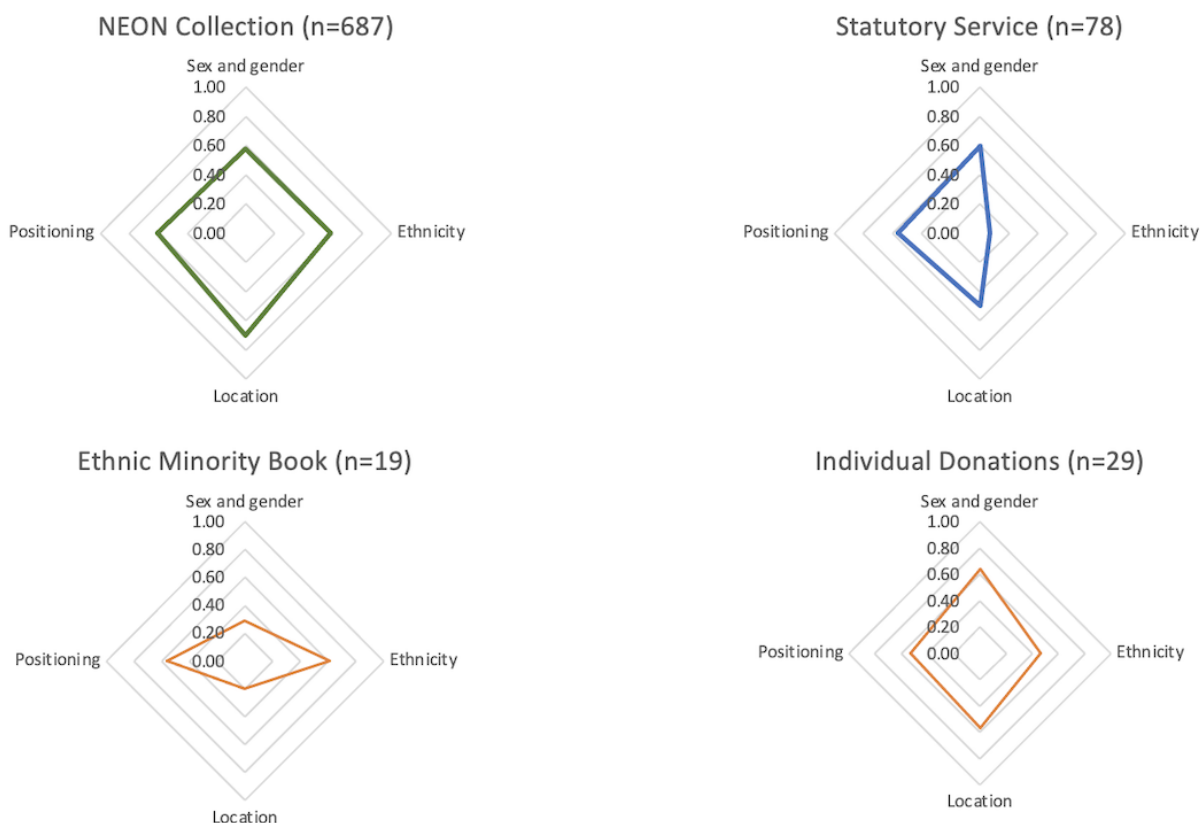 NEON Collection (n=687)
Sex and gender
1.00
0.80
0.60
0.40
0.20
0.00
Positioning
Ethnicity
Location
Statutory Service (n=78)
Sex and gender
1.00
0.80
0.60
0.40
0.20
0.00
Positioning
Ethnicity
Location
Ethnic Minority Book (n=19)
Sex and gender
1.00
0.80
0.60
0.40
0.20
0.00
Positioning
Ethnicity
Location
Individual Donations (n=29)
Sex and gender
1.00
0.80
0.60
0.40
0.20
0.00
Positioning
Ethnicity
Location